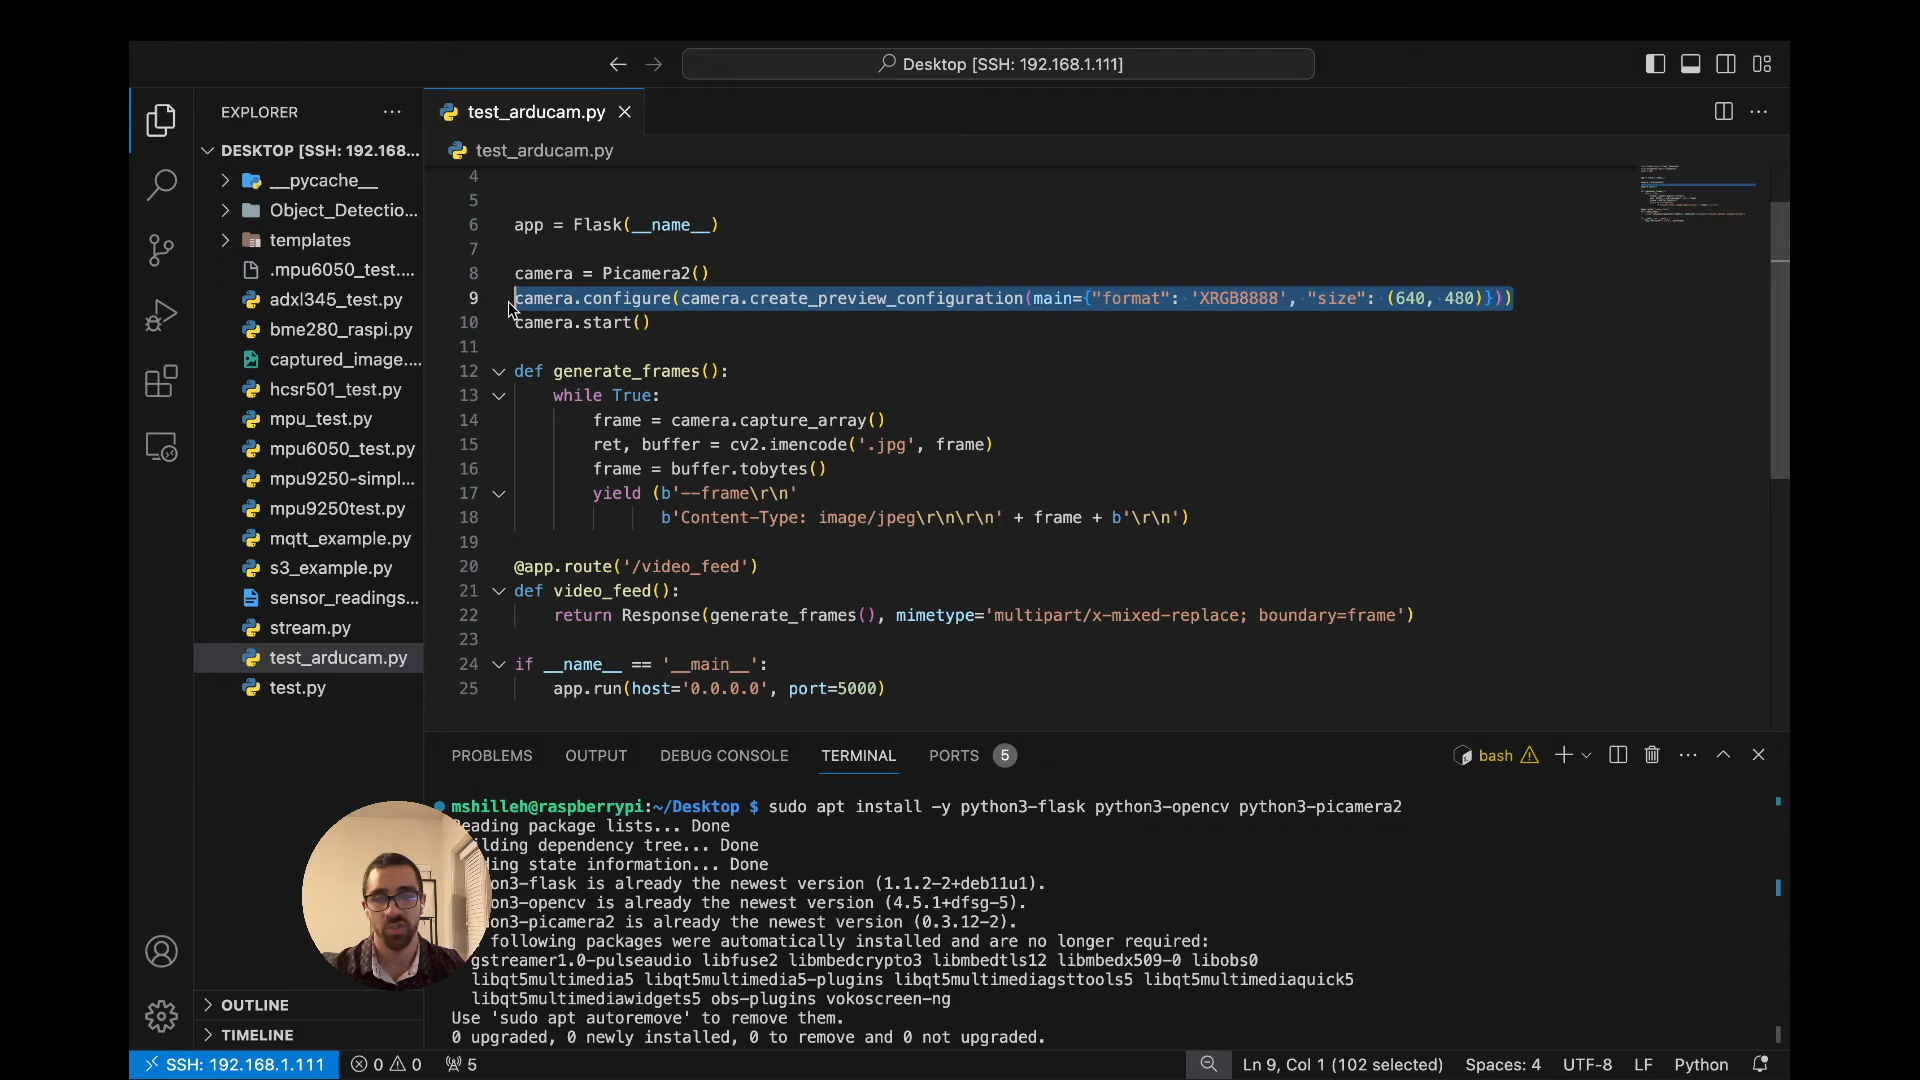 Desktop [SSH: 192.168.1.111]
EXPLORER
test_arducam.py
DESKTOP [SSH: 192.168...
test_arducam.py
__pycache__
Object_Detectio...
templates
.mpu6050_test....
adxl345_test.py
bme280_raspi.py
captured_image....
hcsr501_test.py
mpu_test.py
mpu6050_test.py
mpu9250-simpl...
mpu9250test.py
mqtt_example.py
s3_example.py
sensor_readings...
stream.py
test_arducam.py
test.py
OUTLINE
TIMELINE
4
5
6 app = Flask(__name__)
7
8 camera = Picamera2()
9 camera.configure(camera.create_preview_configuration(main={"format": 'XRGB8888', "size": (640, 480)}))
10 camera.start()
11
12 def generate_frames():
13 while True:
14 frame = camera.capture_array()
15 ret, buffer = cv2.imencode('.jpg', frame)
16 frame = buffer.tobytes()
17 yield (b'--frame\r\n'
18 b'Content-Type: image/jpeg\r\n\r\n' + frame + b'\r\n')
19
20 @app.route('/video_feed')
21 def video_feed():
22 return Response(generate_frames(), mimetype='multipart/x-mixed-replace; boundary=frame')
23
24 if __name__ == '__main__':
25 app.run(host='0.0.0.0', port=5000)
PROBLEMS OUTPUT DEBUG CONSOLE TERMINAL PORTS 5
bash
mshilleh@raspberrypi:~/Desktop $ sudo apt install -y python3-flask python3-opencv python3-picamera2
Reading package lists... Done
ilding dependency tree... Done
ding state information... Done
on3-flask is already the newest version (1.1.2-2+deb11u1).
on3-opencv is already the newest version (4.5.1+dfsg-5).
on3-picamera2 is already the newest version (0.3.12-2).
following packages were automatically installed and are no longer required:
gstreamer1.0-pulseaudio libfuse2 libmbedcrypto3 libmbedtls12 libmbedx509-0 libobs0
libqt5multimedia5 libqt5multimedia5-plugins libqt5multimediagsttools5 libqt5multimediaquick5
libqt5multimediawidgets5 obs-plugins vokoscreen-ng
Use 'sudo apt autoremove' to remove them.
0 upgraded, 0 newly installed, 0 to remove and 0 not upgraded.
SSH: 192.168.1.111 0 0 5 Ln 9, Col 1 (102 selected) Spaces: 4 UTF-8 LF Python